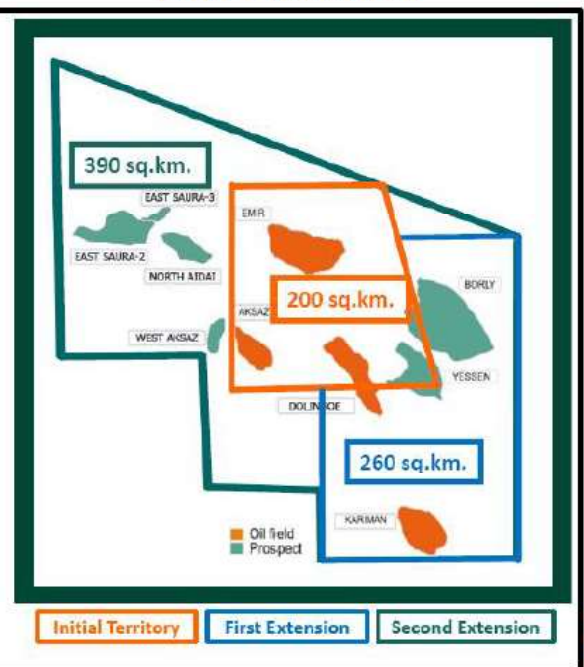 390 sq.km.
EAST SAURA-3
EMIR
EAST SAURA-2
NORTH AIDAI
200 sq.km.
BORLY
AKSAZ
WEST AKSAZ
YESSEN
DOLINNOE
260 sq.km.
KARIMAN
Oil field
Prospect
Initial Territory
First Extension
Second Extension